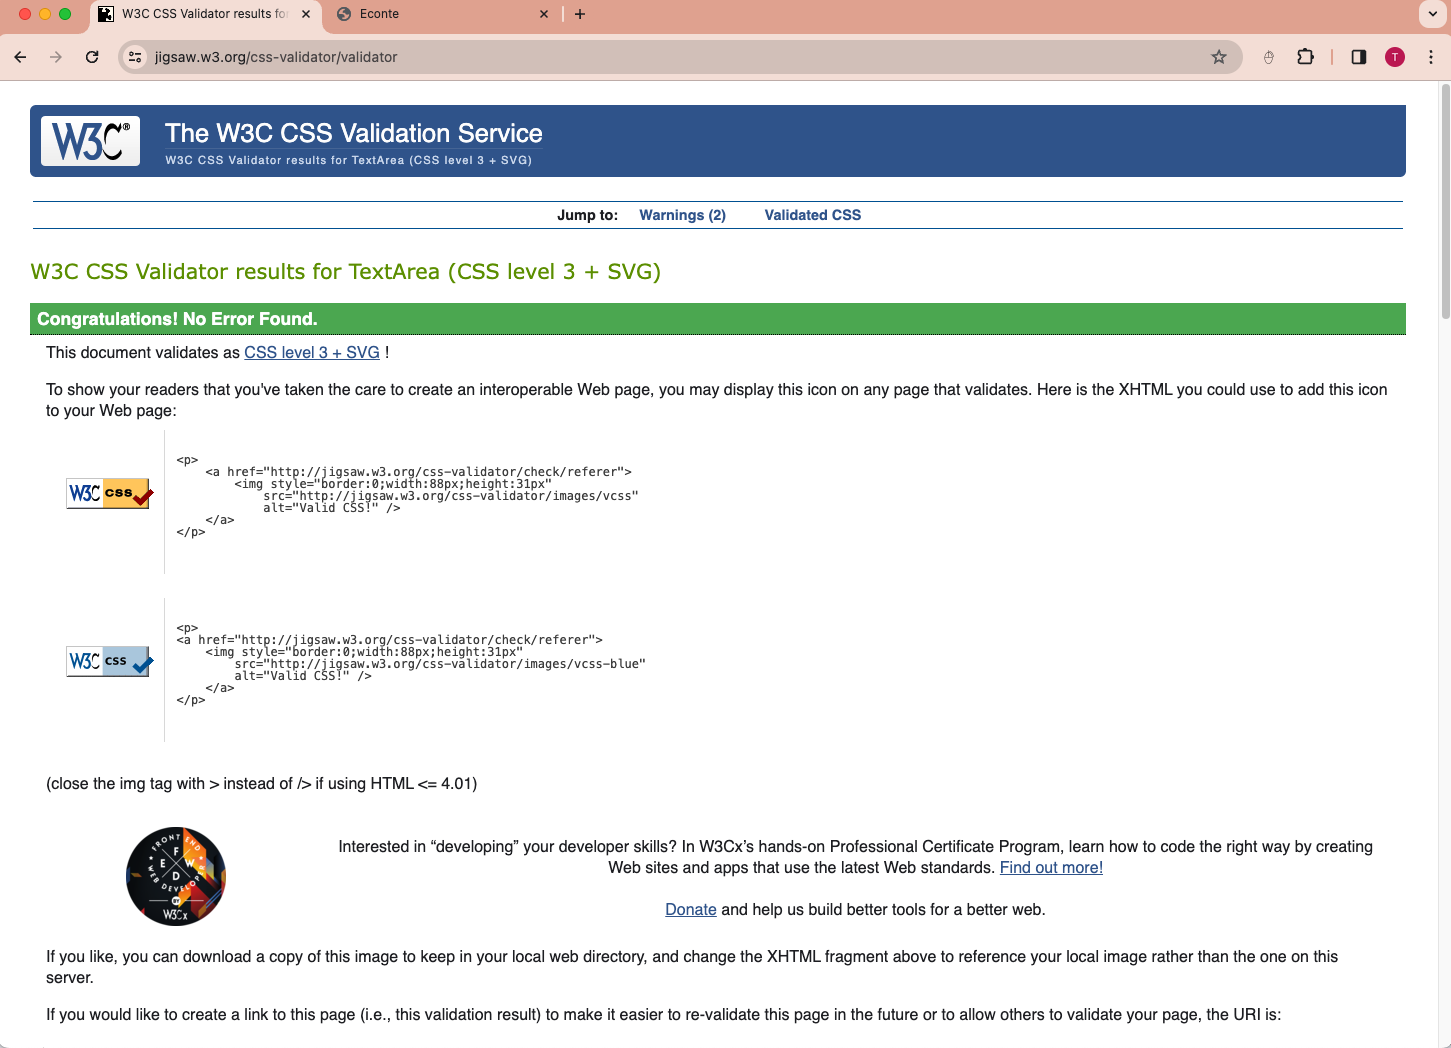 W3C CSS Validator results for
Econte
jigsaw.w3.org/css-validator/validator
T
W3C®
The W3C CSS Validation Service
W3C CSS Validator results for TextArea (CSS level 3 + SVG)
Jump to: Warnings (2) Validated CSS
W3C CSS Validator results for TextArea (CSS level 3 + SVG)
Congratulations! No Error Found.
This document validates as CSS level 3 + SVG !
To show your readers that you've taken the care to create an interoperable Web page, you may display this icon on any page that validates. Here is the XHTML you could use to add this icon
to your Web page:
W3C css
<p>
<a href="http://jigsaw.w3.org/css-validator/check/referer">
<img style="border:0;width:88px;height:31px"
src="http://jigsaw.w3.org/css-validator/images/vcss"
alt="Valid CSS!" />
</a>
</p>
W3C css
<p>
<a href="http://jigsaw.w3.org/css-validator/check/referer">
<img style="border:0;width:88px;height:31px"
src="http://jigsaw.w3.org/css-validator/images/vcss-blue"
alt="Valid CSS!" />
</a>
</p>
(close the img tag with > instead of /> if using HTML <= 4.01)
FRONT END
E F W D
WEB DEVELOPER
BY
W3Cx
Interested in “developing” your developer skills? In W3Cx’s hands-on Professional Certificate Program, learn how to code the right way by creating
Web sites and apps that use the latest Web standards. Find out more!
Donate and help us build better tools for a better web.
If you like, you can download a copy of this image to keep in your local web directory, and change the XHTML fragment above to reference your local image rather than the one on this
server.
If you would like to create a link to this page (i.e., this validation result) to make it easier to re-validate this page in the future or to allow others to validate your page, the URI is: